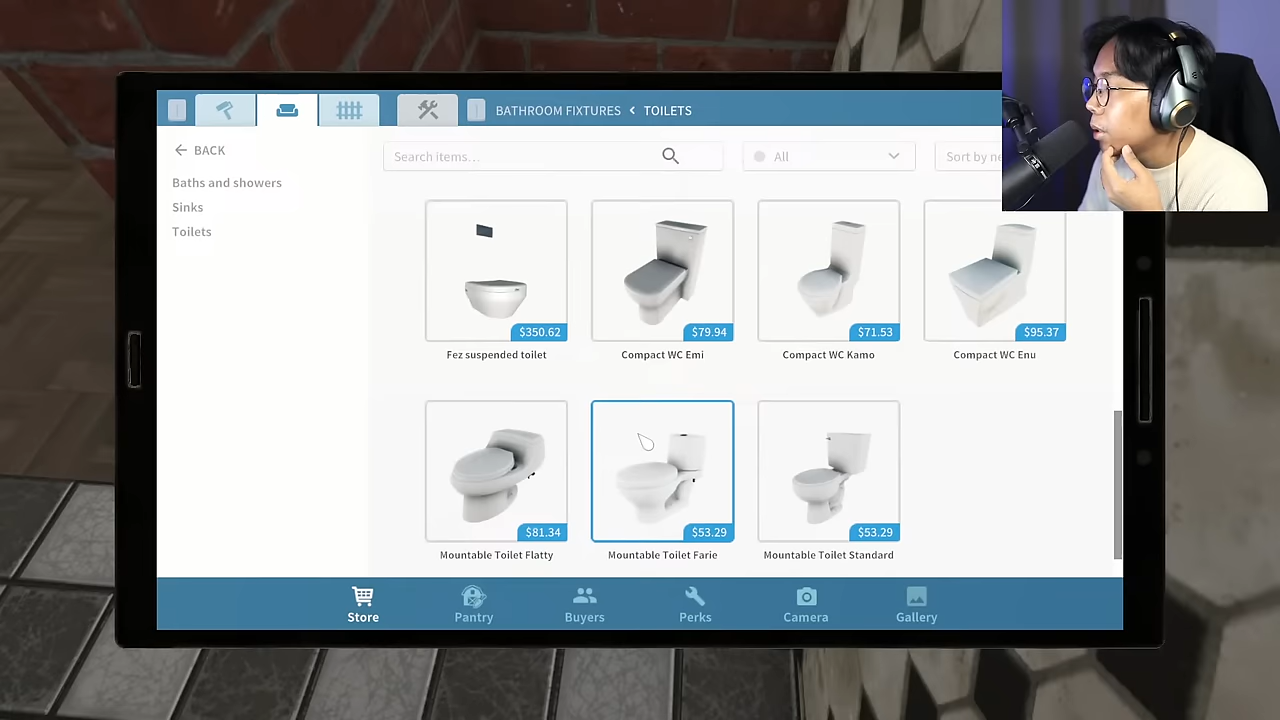 BATHROOM FIXTURES < TOILETS
BACK
Baths and showers
Sinks
Toilets
Search items...
All
Sort by
$350.62
Fez suspended toilet
$79.94
Compact WC Emi
$71.53
Compact WC Kamo
$95.37
Compact WC Enu
$81.34
Mountable Toilet Flatty
$53.29
Mountable Toilet Farie
$53.29
Mountable Toilet Standard
Store
Pantry
Buyers
Perks
Camera
Gallery